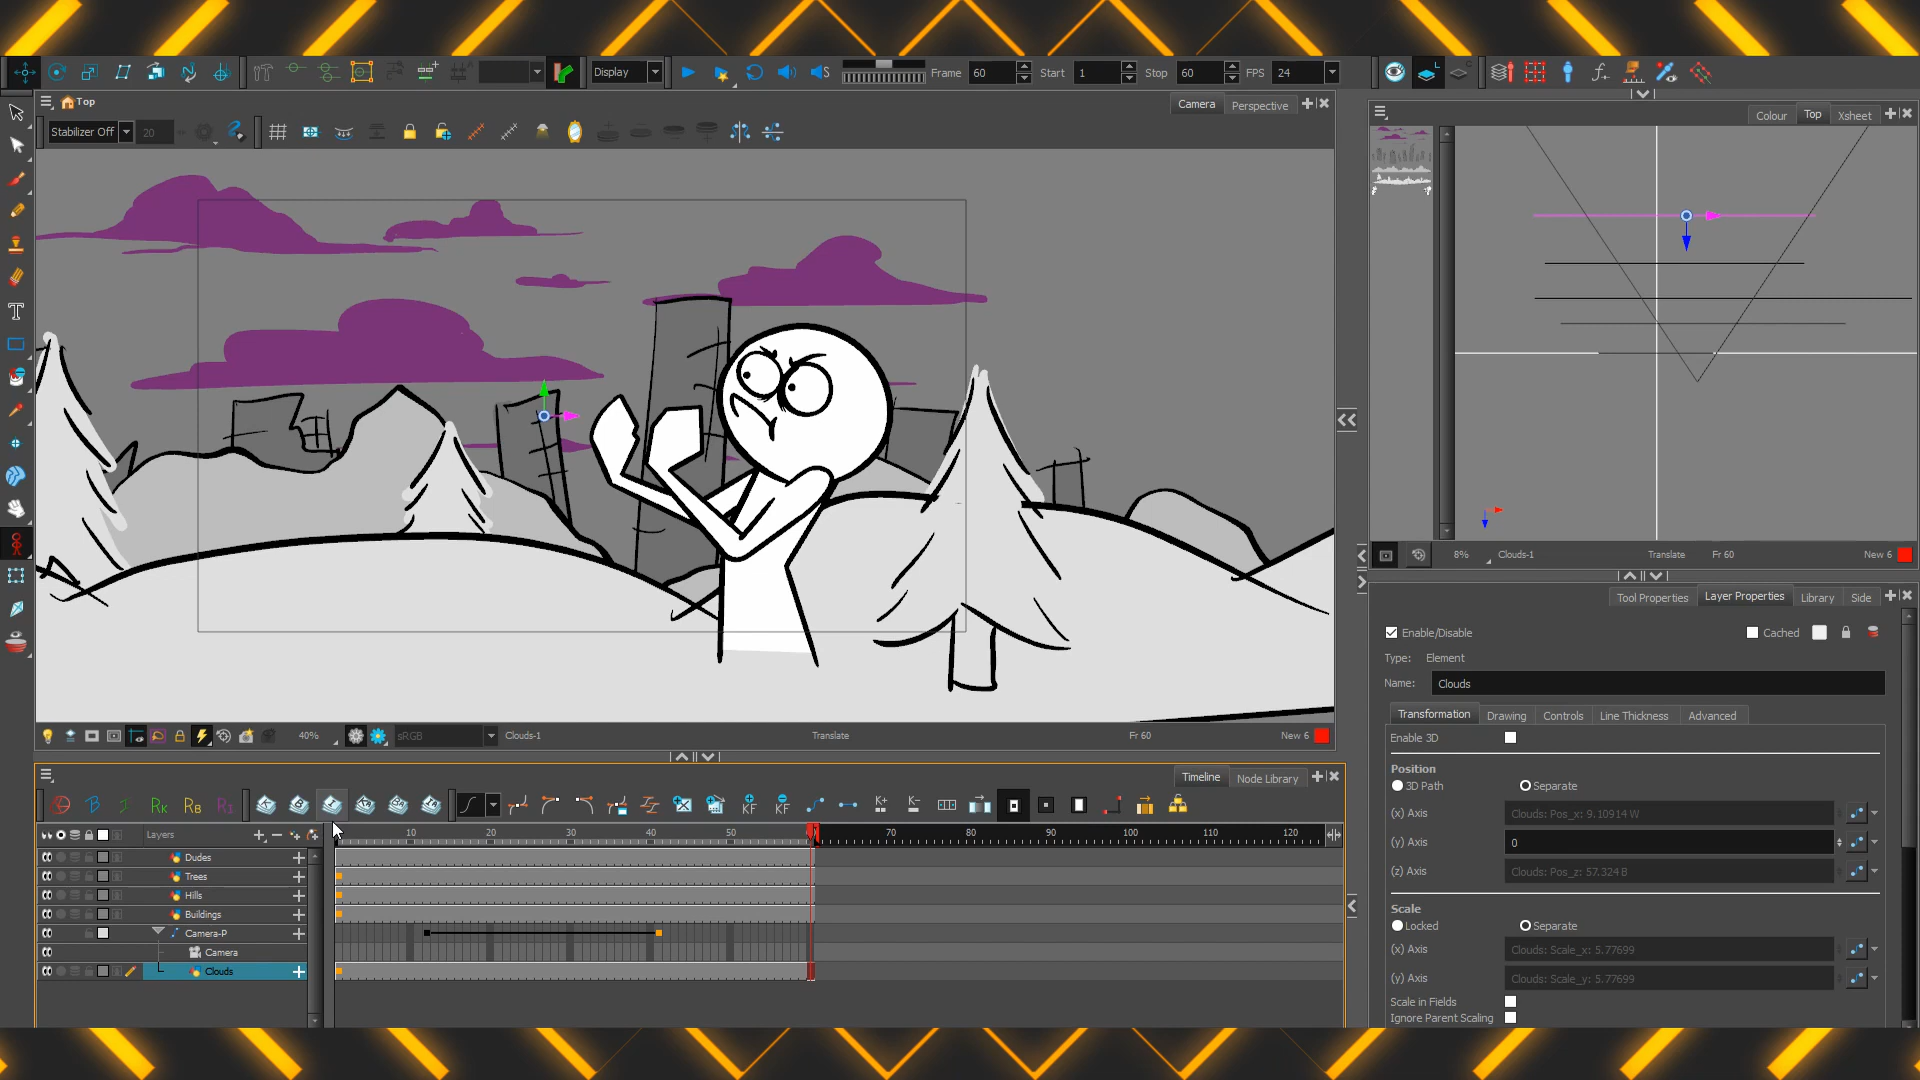 Display
Frame 60 Start 1 Stop 60 FPS 24
Top
Camera Perspective
Stabilizer Off 20
Colour Top Xsheet
8% Clouds-1 Translate Fr 60 New 6
Tool Properties Layer Properties Library Side
Enable/Disable Cached
Type: Element
Name: Clouds
Transformation Drawing Controls Line Thickness Advanced
Enable 3D
Position
3D Path Separate
(x) Axis Clouds: Pos_x: 9.10914 W
(y) Axis 0
(z) Axis Clouds: Pos_z: 57.324 B
Scale
Locked Separate
(x) Axis Clouds: Scale_x: 5.77699
(y) Axis Clouds: Scale_y: 5.77699
Scale in Fields
Ignore Parent Scaling
40% sRGB Clouds-1 Translate Fr 60 New 6
Timeline Node Library
RK RB RI KF KF K+ K-
Layers 10 20 30 40 50 70 80 90 100 110 120
Dudes
Trees
Hills
Buildings
Camera-P
Camera
Clouds